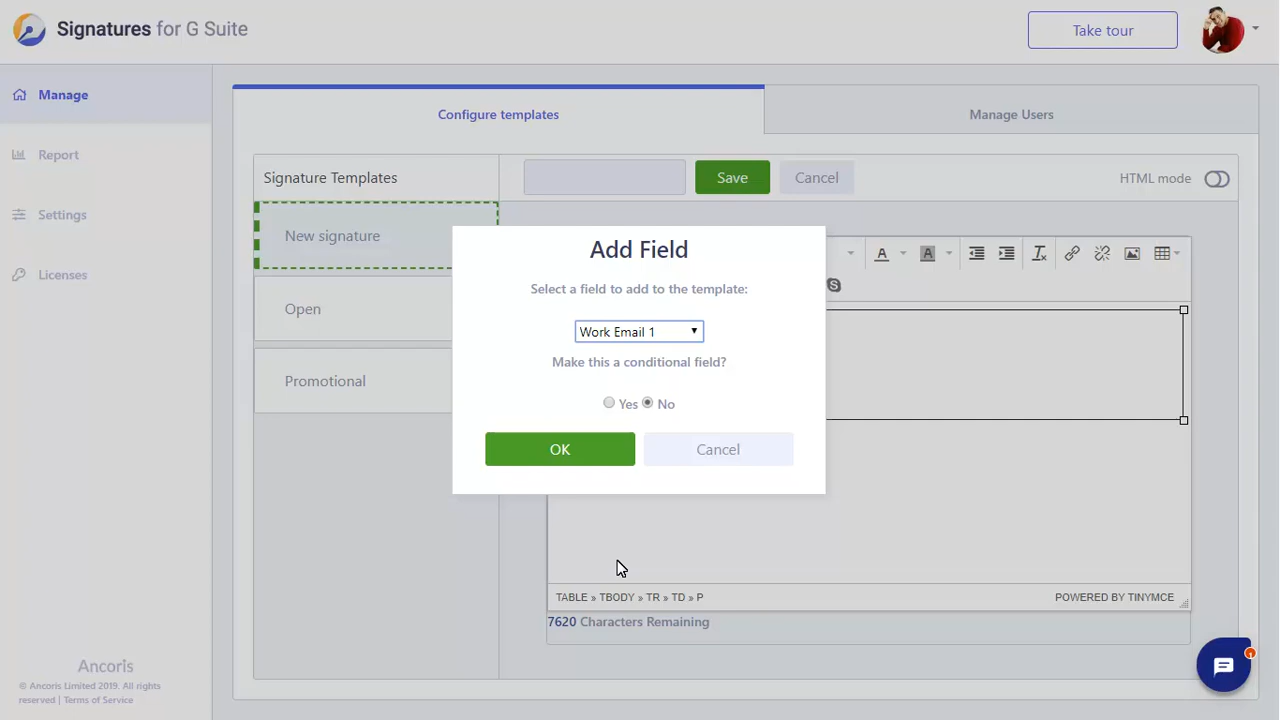 Signatures for G Suite
Take tour
Manage
Report
Settings
Licenses
Configure templates
Manage Users
Signature Templates
Save
Cancel
HTML mode
New signature
Open
Promotional
A
A
Add Field
Select a field to add to the template:
Work Email 1
Make this a conditional field?
Yes No
OK
Cancel
TABLE » TBODY » TR » TD » P
POWERED BY TINYMCE
7620 Characters Remaining
Ancoris
© Ancoris Limited 2019. All rights
reserved | Terms of Service